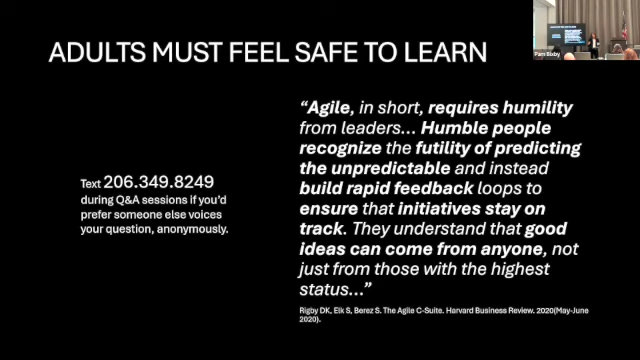 ADULTS MUST FEEL SAFE TO LEARN
Pam Bixby
Text 206.349.8249
during Q&A sessions if you'd
prefer someone else voices
your question, anonymously.
“Agile, in short, requires humility
from leaders... Humble people
recognize the futility of predicting
the unpredictable and instead
build rapid feedback loops to
ensure that initiatives stay on
track. They understand that good
ideas can come from anyone, not
just from those with the highest
status...”
Rigby DK, Elk S, Berez S. The Agile C-Suite. Harvard Business Review. 2020(May-June
2020).